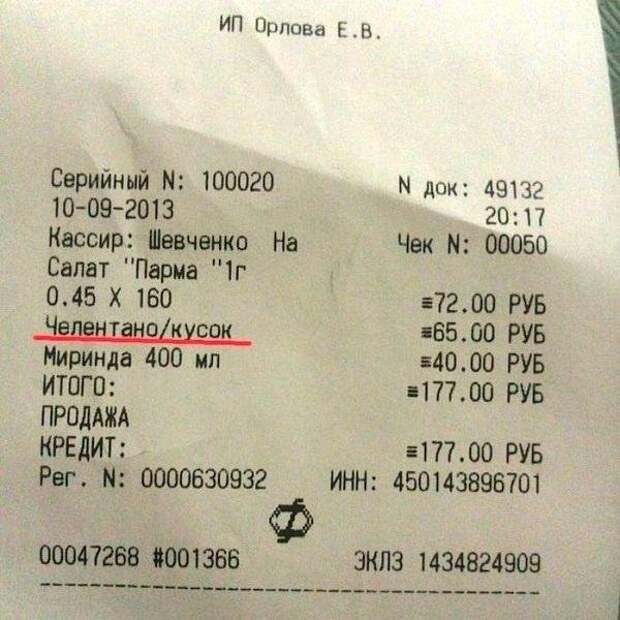 ИП Орлова Е.В.
Серийный N: 100020 N док: 49132
10-09-2013 20:17
Кассир: Шевченко На Чек N: 00050
Салат "Парма "1г
0.45 X 160 ≡72.00 РУБ
Челентано/кусок ≡65.00 РУБ
Миринда 400 мл ≡40.00 РУБ
ИТОГО: ≡177.00 РУБ
ПРОДАЖА
КРЕДИТ: ≡177.00 РУБ
Рег. N: 0000630932 ИНН: 450143896701
00047268 #001366 ЭКЛЗ 1434824909